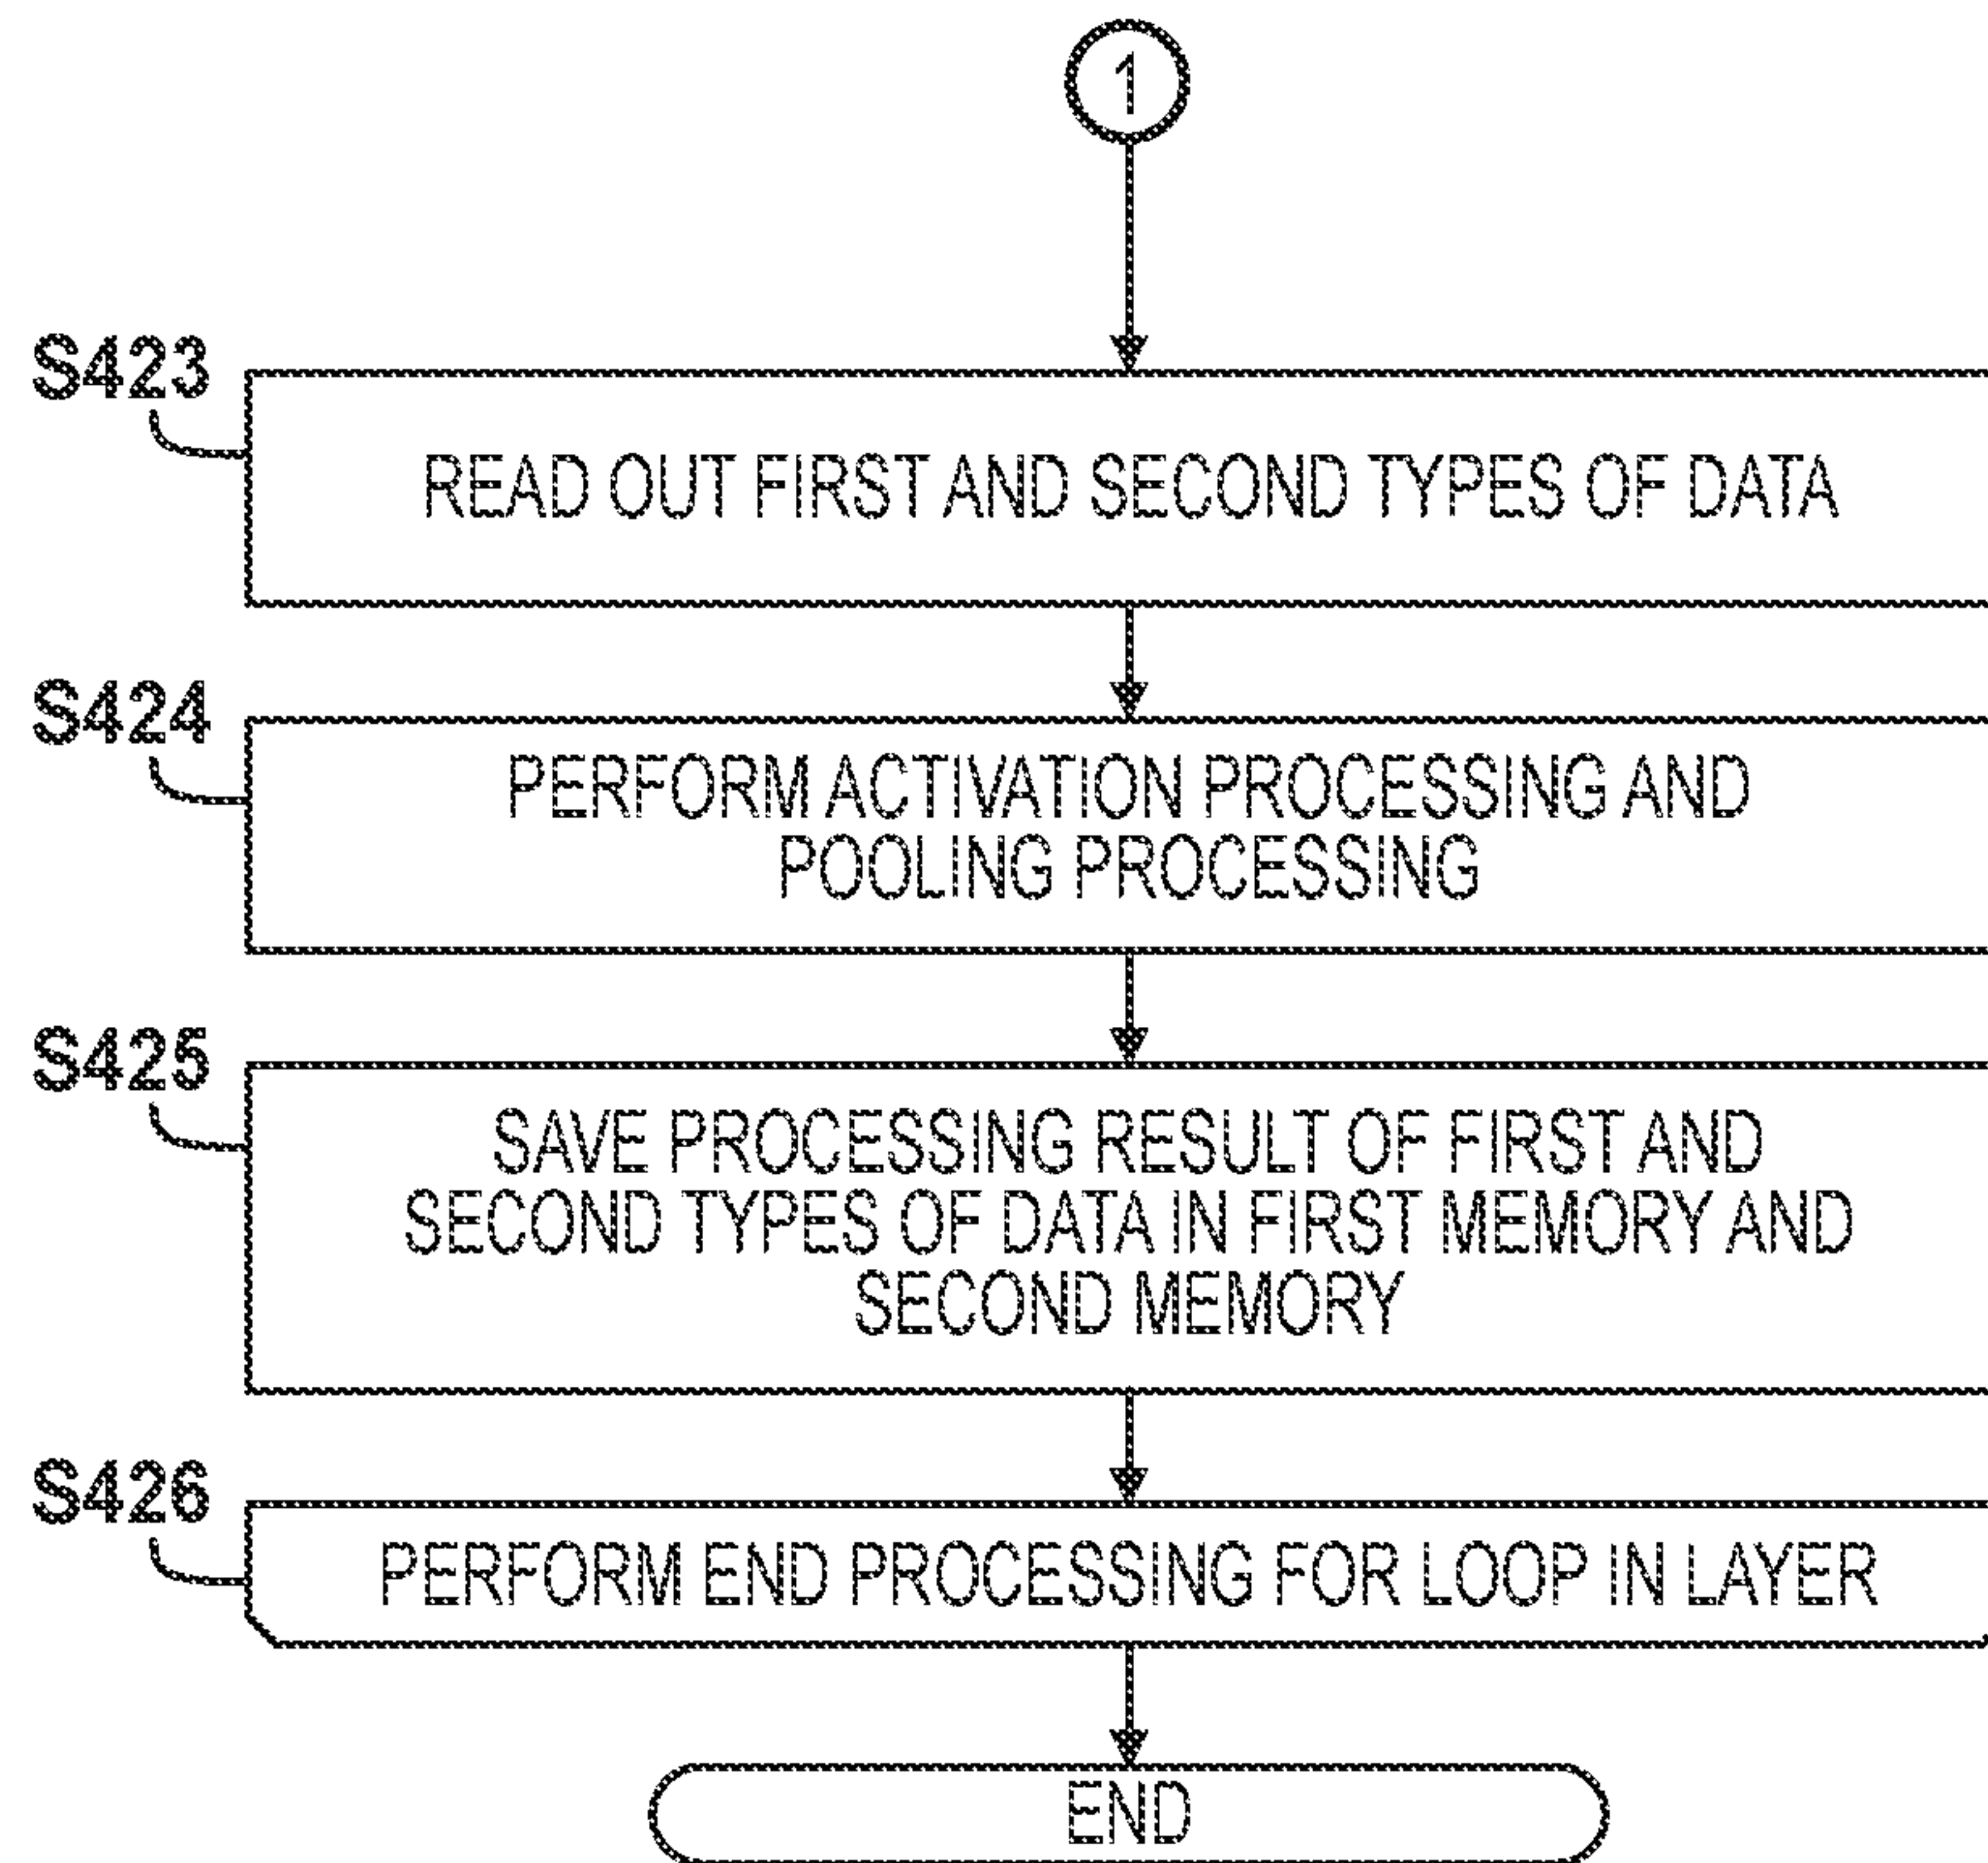 1
S423
READ OUT FIRST AND SECOND TYPES OF DATA
S424
PERFORM ACTIVATION PROCESSING AND
POOLING PROCESSING
S425
SAVE PROCESSING RESULT OF FIRST AND
SECOND TYPES OF DATA IN FIRST MEMORY AND
SECOND MEMORY
S426
PERFORM END PROCESSING FOR LOOP IN LAYER
END